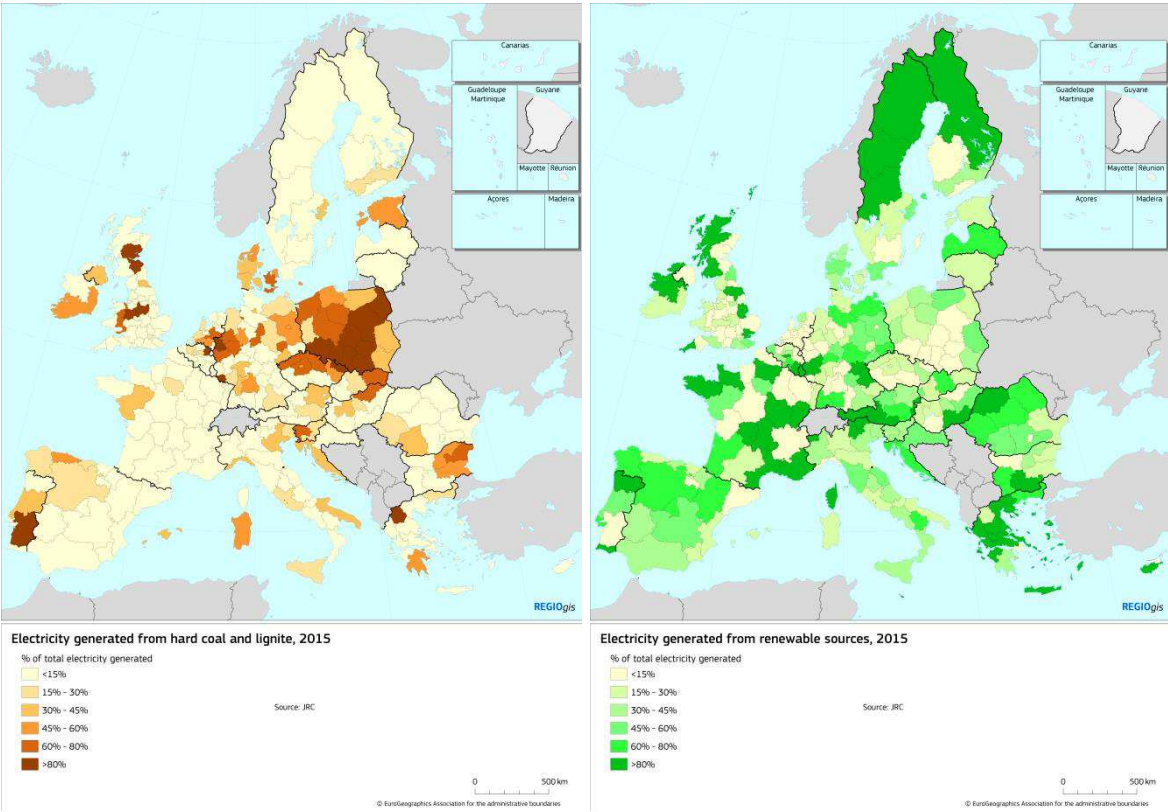 Canarias
Guadeloupe
Martinique
Guyane
Mayotte
Réunion
Açores
Madeira
REGIOgis
Electricity generated from hard coal and lignite, 2015
% of total electricity generated
<15%
15% - 30%
30% - 45%
45% - 60%
60% - 80%
>80%
Source: JRC
0 500 km
© EuroGeographics Association for the administrative boundaries
Canarias
Guadeloupe
Martinique
Guyane
Mayotte
Réunion
Açores
Madeira
REGIOgis
Electricity generated from renewable sources, 2015
% of total electricity generated
<15%
15% - 30%
30% - 45%
45% - 60%
60% - 80%
>80%
Source: JRC
0 500 km
© EuroGeographics Association for the administrative boundaries